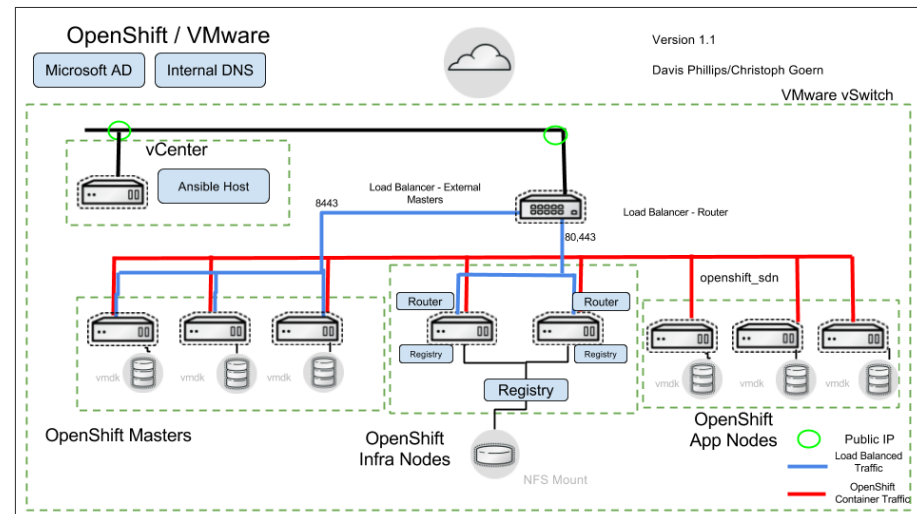 OpenShift / VMware
Version 1.1
Microsoft AD
Internal DNS
Davis Phillips/Christoph Goern
VMware vSwitch
vCenter
Ansible Host
Load Balancer - External
Masters
8443
Load Balancer - Router
80,443
openshift_sdn
Router
Router
Registry
Registry
vmdk
vmdk
vmdk
vmdk
vmdk
vmdk
Registry
OpenShift Masters
OpenShift
Infra Nodes
OpenShift
App Nodes
NFS Mount
Public IP
Load Balanced
Traffic
OpenShift
Container Traffic